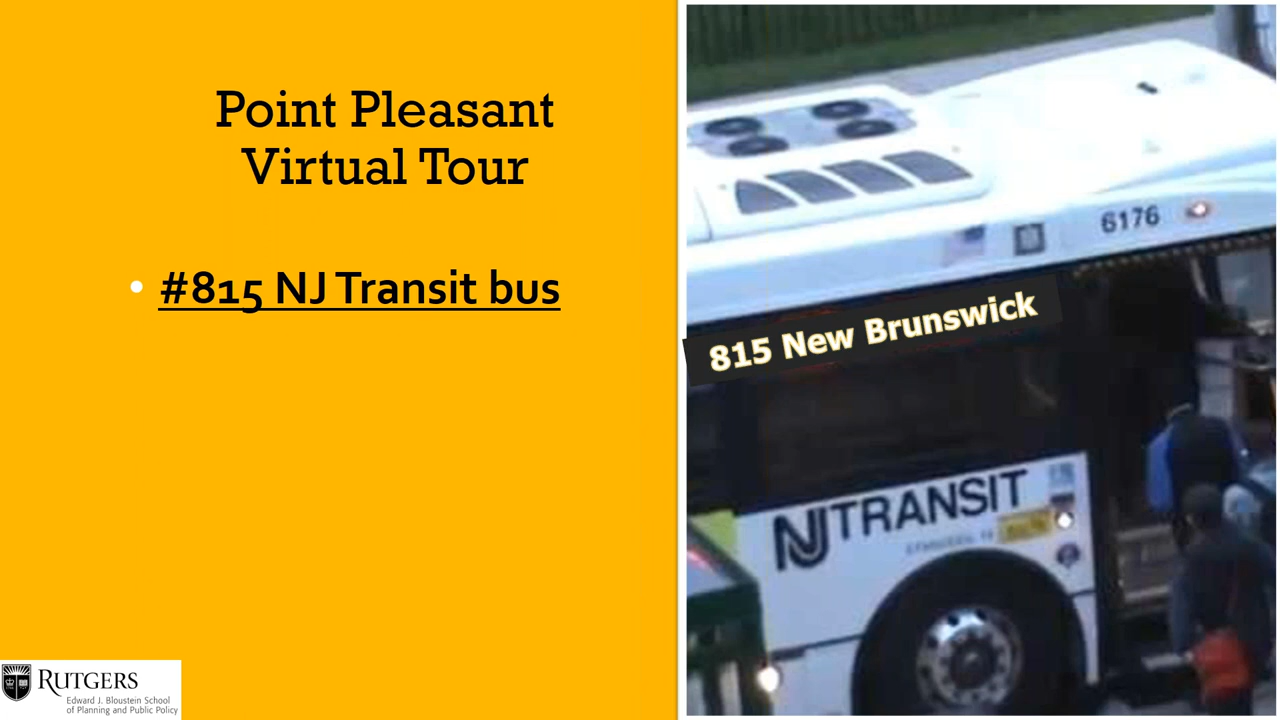 Point Pleasant
Virtual Tour
• #815 NJ Transit bus
6176
815 New Brunswick
NJTRANSIT
RUTGERS
Edward J. Bloustein School
of Planning and Public Policy